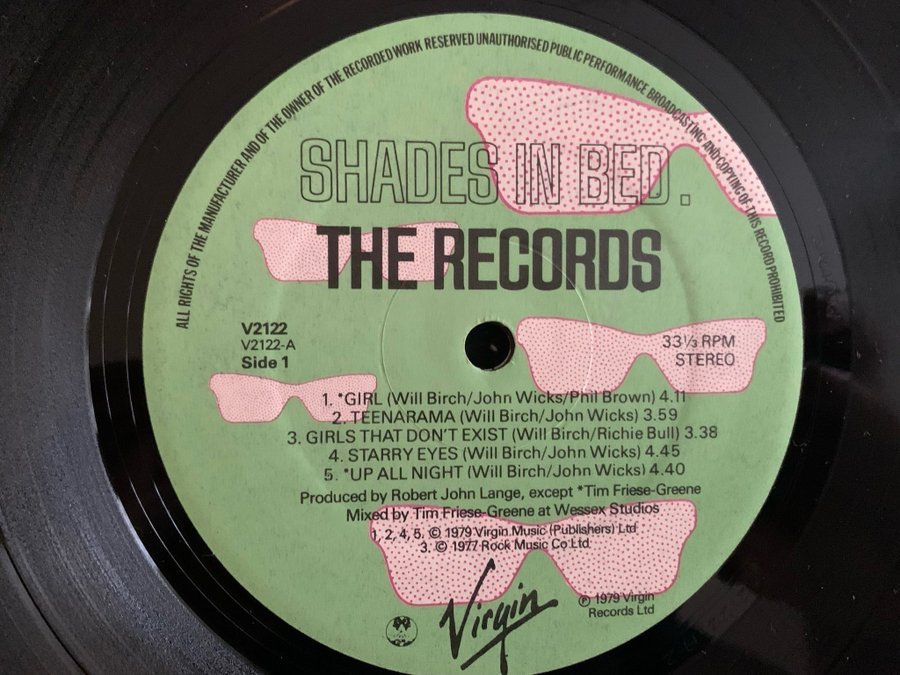 ALL RIGHTS OF THE MANUFACTURER AND OF THE OWNER OF THE RECORDED WORK RESERVED UNAUTHORISED PUBLIC PERFORMANCE BROADCASTING AND COPYING OF THIS RECORD PROHIBITED
SHADES IN BED.
THE RECORDS
V2122
V2122-A
Side 1
33⅓ RPM
STEREO
1. *GIRL (Will Birch/John Wicks/Phil Brown) 4.11
2. TEENARAMA (Will Birch/John Wicks) 3.59
3. GIRLS THAT DON'T EXIST (Will Birch/Richie Bull) 3.38
4. STARRY EYES (Will Birch/John Wicks) 4.45
5. *UP ALL NIGHT (Will Birch/John Wicks) 4.40
Produced by Robert John Lange, except *Tim Friese-Greene
Mixed by Tim Friese-Greene at Wessex Studios
1, 2, 4, 5. © 1979 Virgin Music (Publishers) Ltd
3. © 1977 Rock Music Co Ltd
Virgin
℗ 1979 Virgin
Records Ltd